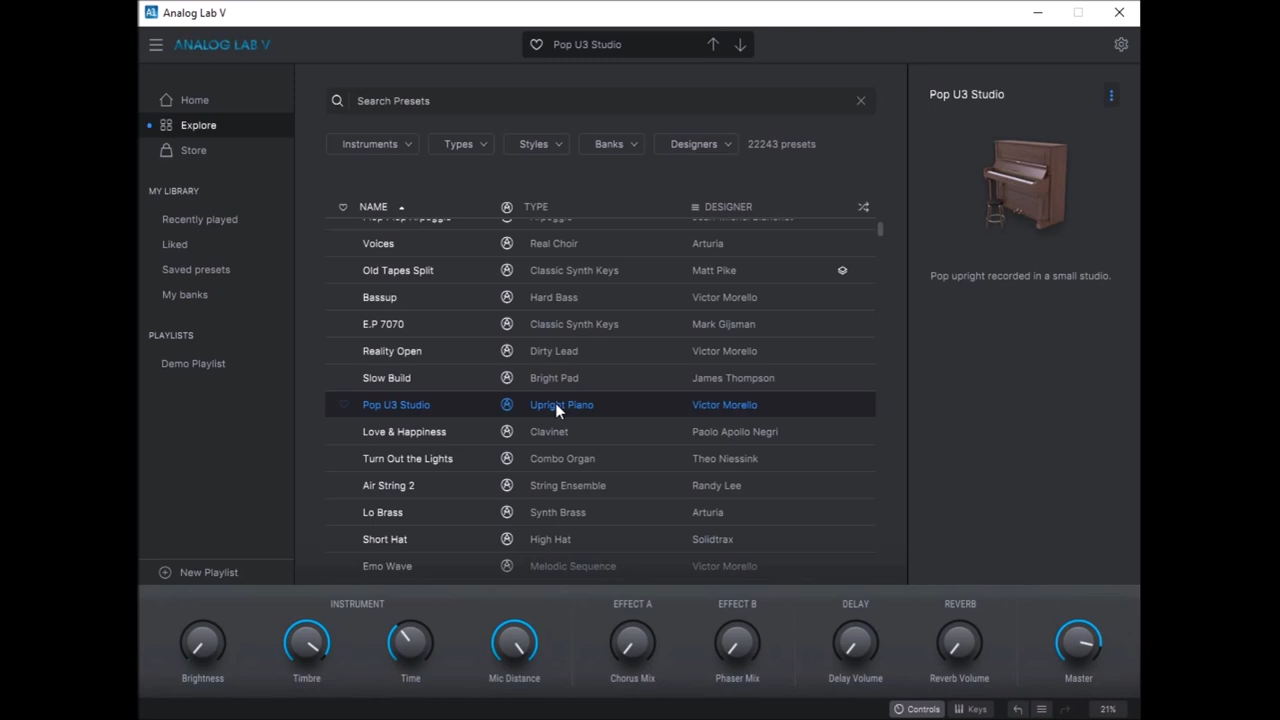 Analog Lab V
ANALOG LAB V
Pop U3 Studio
Home
Explore
Store
MY LIBRARY
Recently played
Liked
Saved presets
My banks
PLAYLISTS
Demo Playlist
New Playlist
Search Presets
Instruments Types Styles Banks Designers 22243 presets
NAME TYPE DESIGNER
Voices Real Choir Arturia
Old Tapes Split Classic Synth Keys Matt Pike
Bassup Hard Bass Victor Morello
E.P 7070 Classic Synth Keys Mark Gijsman
Reality Open Dirty Lead Victor Morello
Slow Build Bright Pad James Thompson
Pop U3 Studio Upright Piano Victor Morello
Love & Happiness Clavinet Paolo Apollo Negri
Turn Out the Lights Combo Organ Theo Niessink
Air String 2 String Ensemble Randy Lee
Lo Brass Synth Brass Arturia
Short Hat High Hat Solidtrax
Emo Wave Melodic Sequence Victor Morello
Pop U3 Studio
Pop upright recorded in a small studio.
INSTRUMENT EFFECT A EFFECT B DELAY REVERB
Brightness Timbre Time Mic Distance Chorus Mix Phaser Mix Delay Volume Reverb Volume Master
Controls Keys 21%